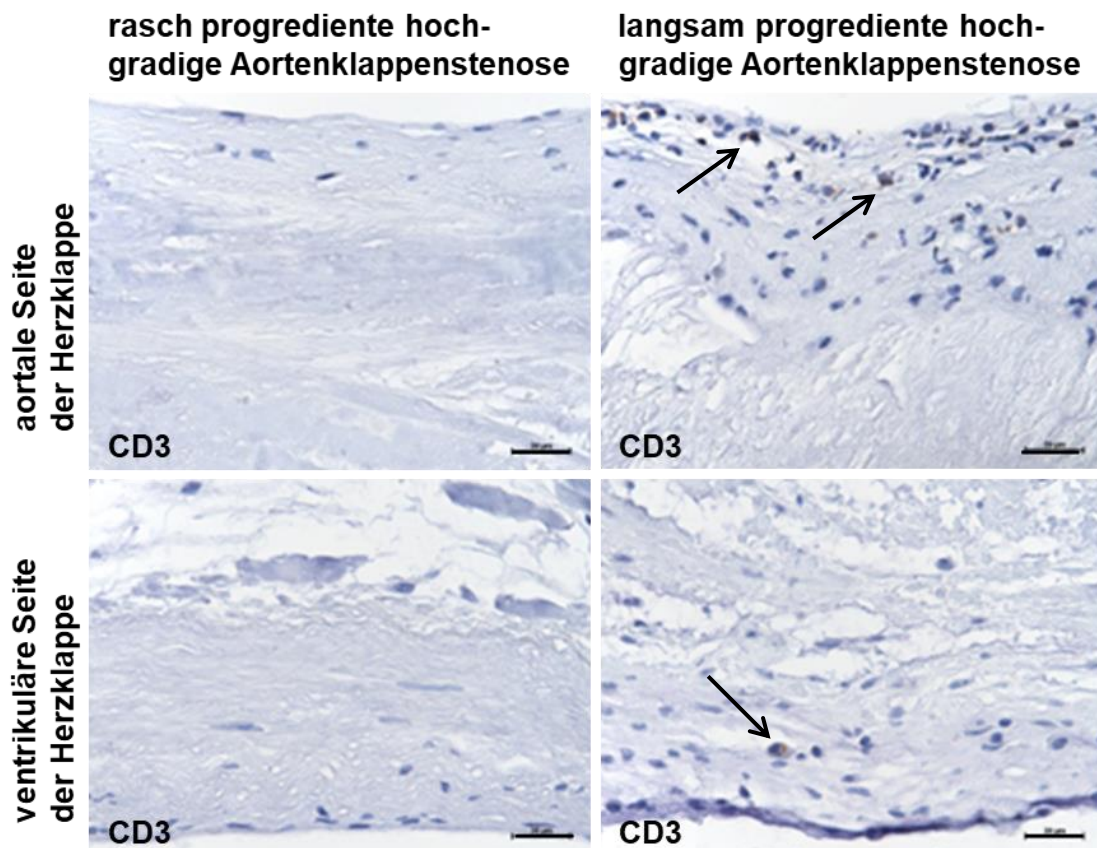 rasch progrediente hoch-
gradige Aortenklappenstenose
langsam progrediente hoch-
gradige Aortenklappenstenose
aortale Seite
der Herzklappe
CD3
CD3
ventrikuläre Seite
der Herzklappe
CD3
CD3